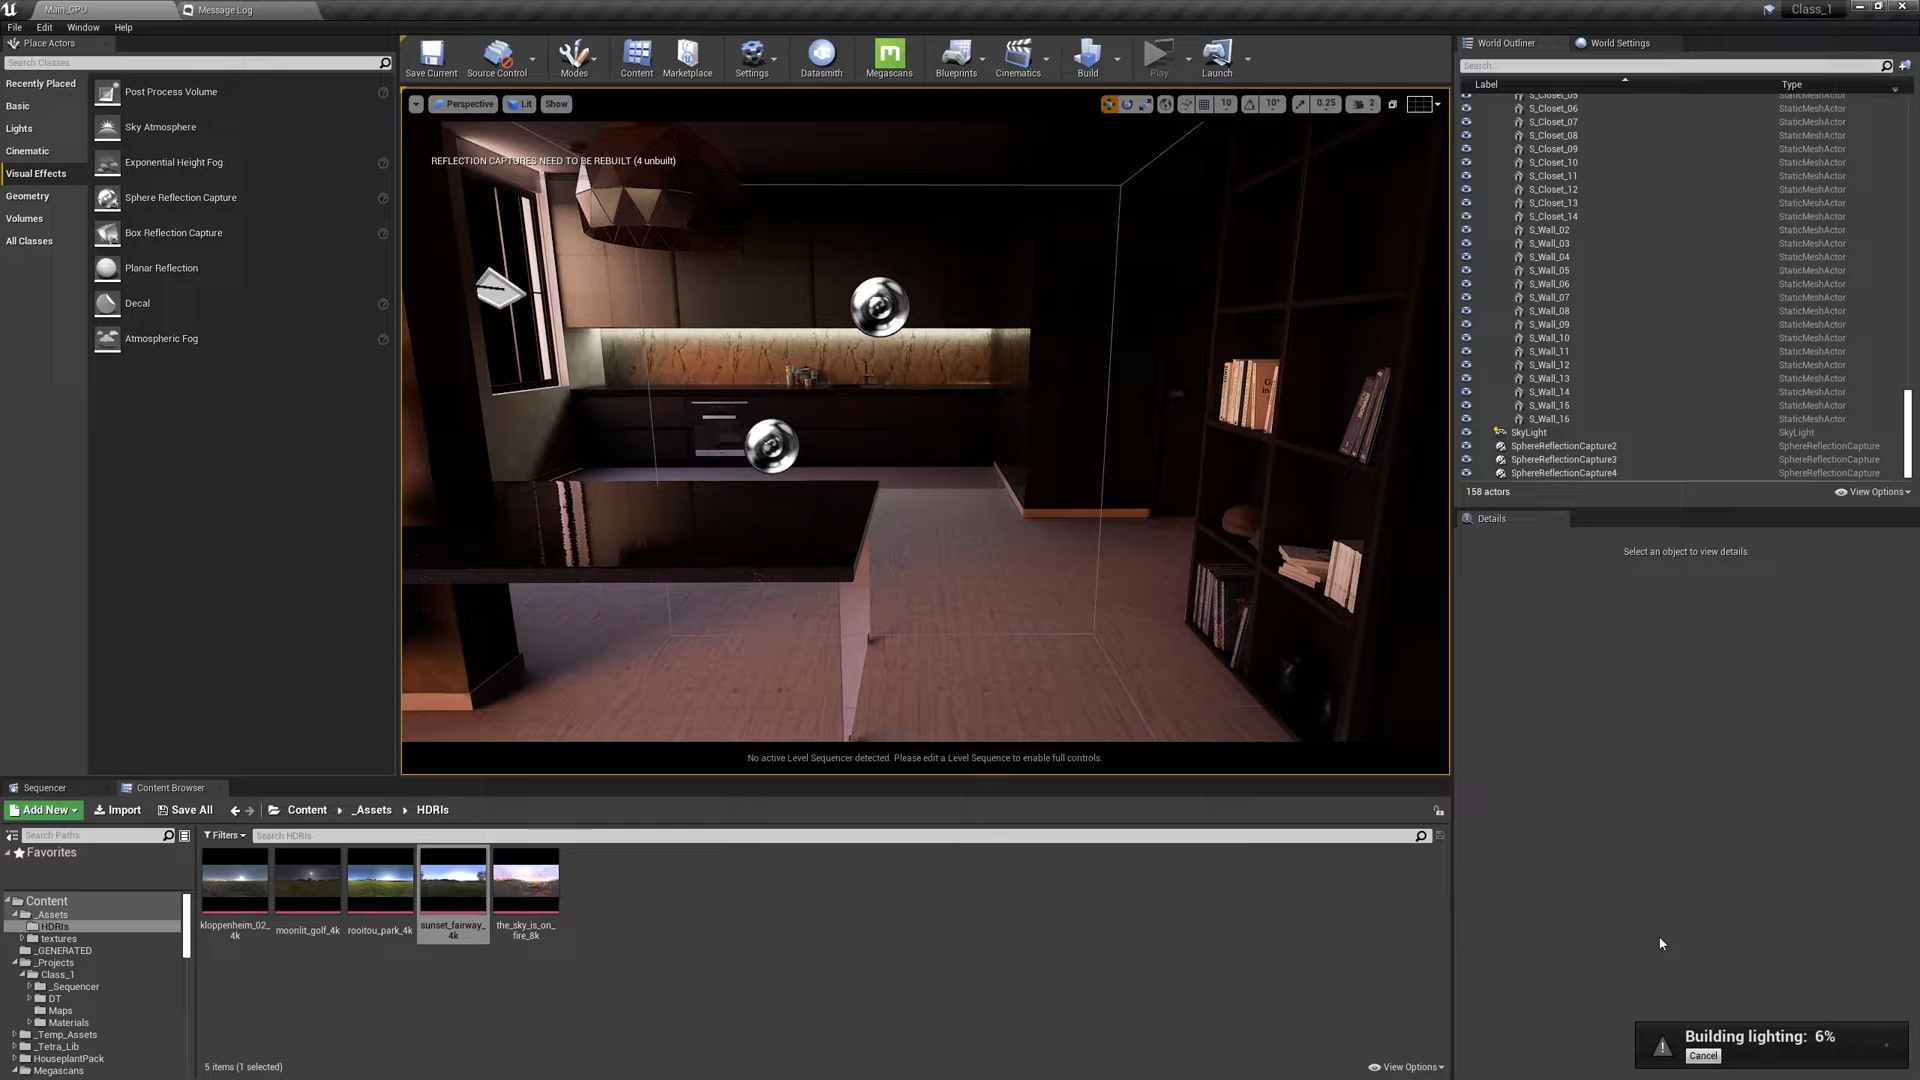 Main_GPU
Message Log
Class_1
File Edit Window Help
Place Actors
Search Classes
Recently Placed
Basic
Lights
Cinematic
Visual Effects
Geometry
Volumes
All Classes
Post Process Volume
Sky Atmosphere
Exponential Height Fog
Sphere Reflection Capture
Box Reflection Capture
Planar Reflection
Decal
Atmospheric Fog
Save Current
Source Control
Modes
Content
Marketplace
Settings
Datasmith
Megascans
Blueprints
Cinematics
Build
Play
Launch
Perspective
Lit
Show
10
10°
0.25
2
REFLECTION CAPTURES NEED TO BE REBUILT (4 unbuilt)
No active Level Sequencer detected. Please edit a Level Sequence to enable full controls.
World Outliner
World Settings
Search...
Label Type
S_Closet_05 StaticMeshActor
S_Closet_06 StaticMeshActor
S_Closet_07 StaticMeshActor
S_Closet_08 StaticMeshActor
S_Closet_09 StaticMeshActor
S_Closet_10 StaticMeshActor
S_Closet_11 StaticMeshActor
S_Closet_12 StaticMeshActor
S_Closet_13 StaticMeshActor
S_Closet_14 StaticMeshActor
S_Wall_02 StaticMeshActor
S_Wall_03 StaticMeshActor
S_Wall_04 StaticMeshActor
S_Wall_05 StaticMeshActor
S_Wall_06 StaticMeshActor
S_Wall_07 StaticMeshActor
S_Wall_08 StaticMeshActor
S_Wall_09 StaticMeshActor
S_Wall_10 StaticMeshActor
S_Wall_11 StaticMeshActor
S_Wall_12 StaticMeshActor
S_Wall_13 StaticMeshActor
S_Wall_14 StaticMeshActor
S_Wall_15 StaticMeshActor
S_Wall_16 StaticMeshActor
SkyLight SkyLight
SphereReflectionCapture2 SphereReflectionCapture
SphereReflectionCapture3 SphereReflectionCapture
SphereReflectionCapture4 SphereReflectionCapture
158 actors
View Options
Details
Select an object to view details.
Sequencer
Content Browser
Add New
Import
Save All
Content
_Assets
HDRIs
Search Paths
Filters
Search HDRIs
Favorites
Content
_Assets
HDRIs
textures
_GENERATED
_Projects
Class_1
_Sequencer
DT
Maps
Materials
_Temp_Assets
_Tetra_Lib
HouseplantPack
Megascans
kloppenheim_02_
4k
moonlit_golf_4k
rooitou_park_4k
sunset_fairway_
4k
the_sky_is_on_
fire_8k
5 items (1 selected)
View Options
Building lighting: 6%
Cancel